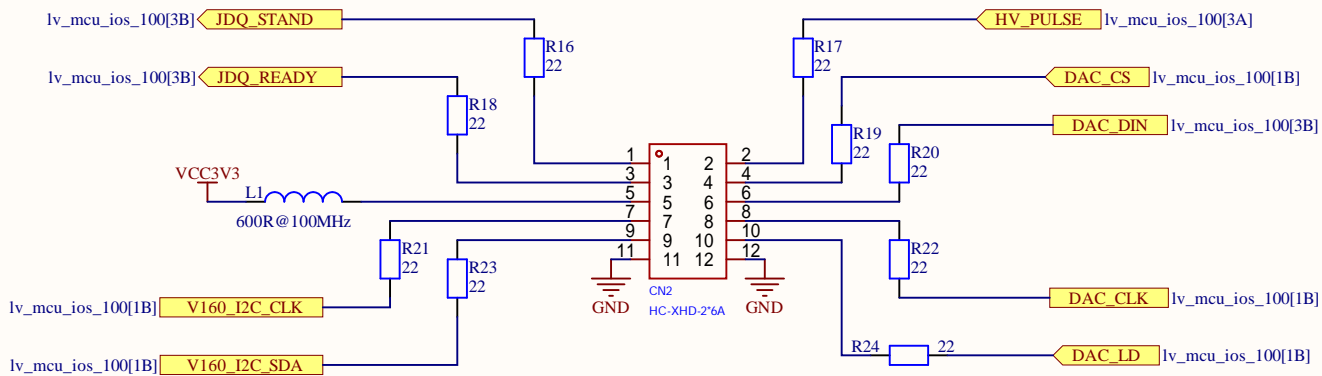 lv_mcu_ios_100[3B] JDQ_STAND
HV_PULSE lv_mcu_ios_100[3A]
R16
22
R17
22
lv_mcu_ios_100[3B] JDQ_READY
DAC_CS lv_mcu_ios_100[1B]
R18
22
R19
22
DAC_DIN lv_mcu_ios_100[3B]
R20
22
VCC3V3
L1
600R@100MHz
1 1 2 2
3 3 4 4
5 5 6 6
7 7 8 8
9 9 10 10
11 11 12 12
R21
22
R23
22
R22
22
GND
CN2
HC-XHD-2*6A
GND
lv_mcu_ios_100[1B] V160_I2C_CLK
DAC_CLK lv_mcu_ios_100[1B]
lv_mcu_ios_100[1B] V160_I2C_SDA
R24 22
DAC_LD lv_mcu_ios_100[1B]